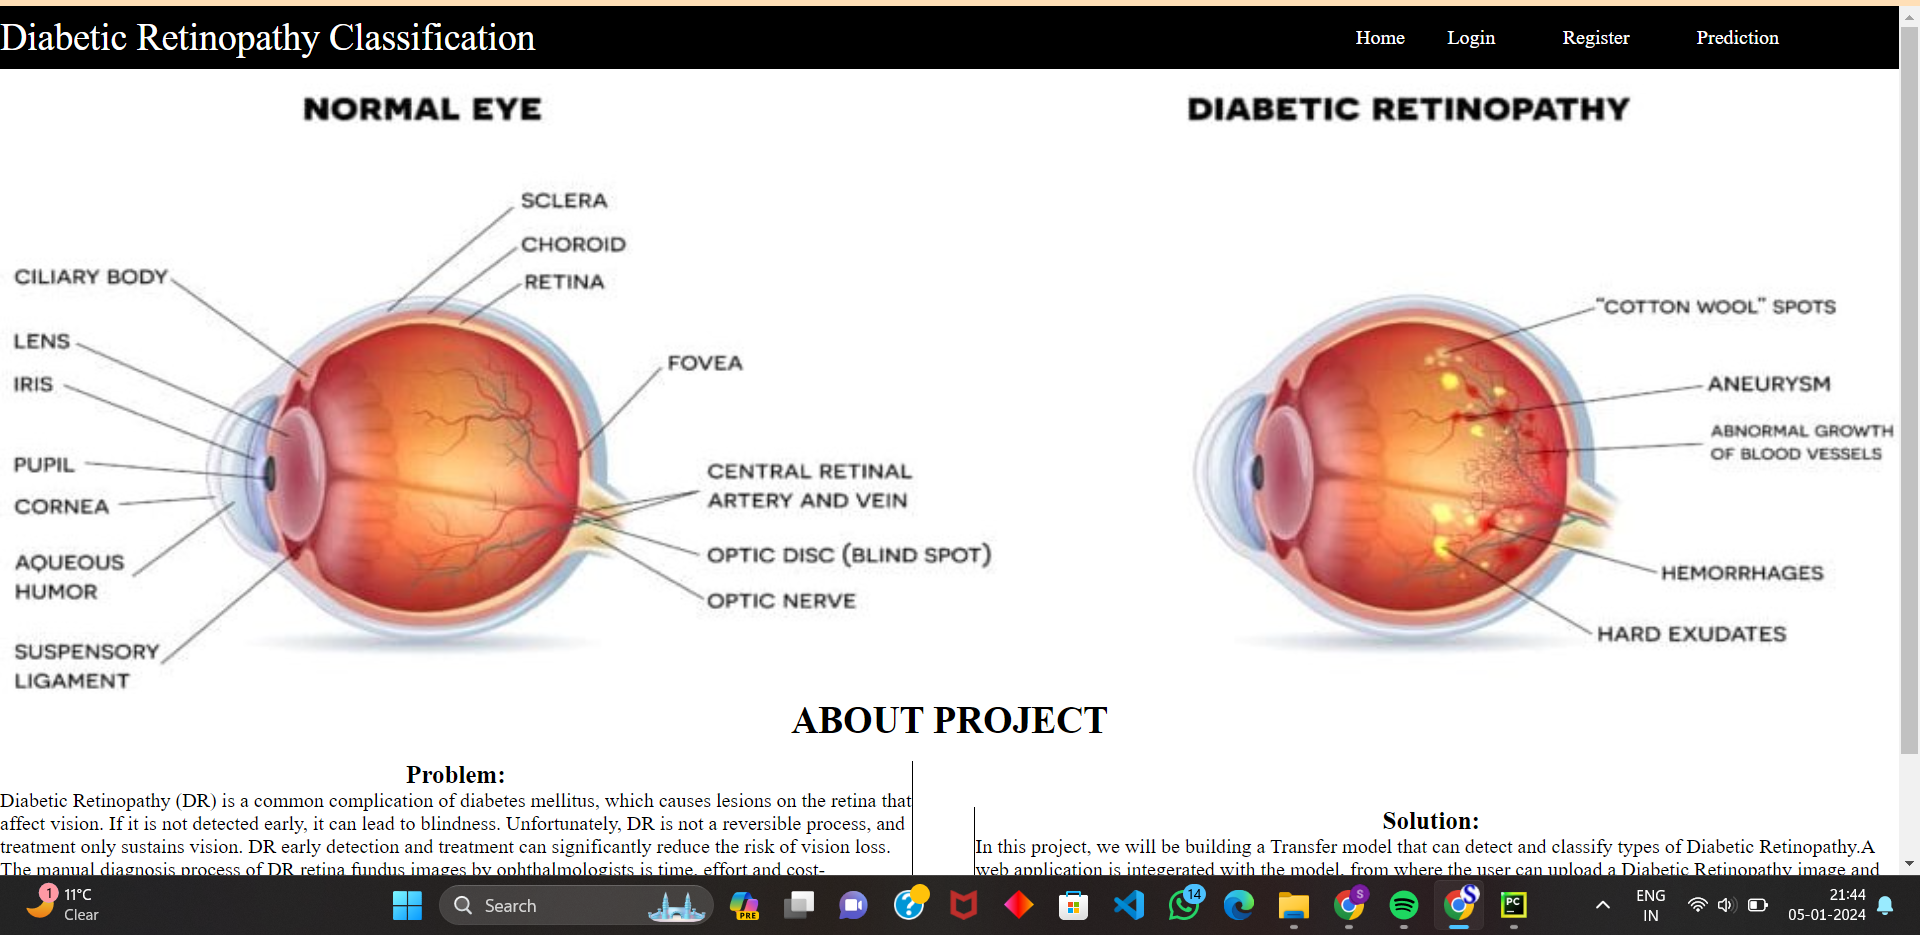 Diabetic Retinopathy Classification
Home Login Register Prediction
NORMAL EYE
SCLERA
CHOROID
RETINA
CILIARY BODY
LENS
IRIS
FOVEA
PUPIL
CORNEA
CENTRAL RETINAL
ARTERY AND VEIN
AQUEOUS
HUMOR
OPTIC DISC (BLIND SPOT)
OPTIC NERVE
SUSPENSORY
LIGAMENT
DIABETIC RETINOPATHY
"COTTON WOOL" SPOTS
ANEURYSM
ABNORMAL GROWTH
OF BLOOD VESSELS
HEMORRHAGES
HARD EXUDATES
ABOUT PROJECT
Problem:
Diabetic Retinopathy (DR) is a common complication of diabetes mellitus, which causes lesions on the retina that
affect vision. If it is not detected early, it can lead to blindness. Unfortunately, DR is not a reversible process, and
treatment only sustains vision. DR early detection and treatment can significantly reduce the risk of vision loss.
The manual diagnosis process of DR retina fundus images by ophthalmologists is time, effort and cost-
Solution:
In this project, we will be building a Transfer model that can detect and classify types of Diabetic Retinopathy.A
web application is integerated with the model, from where the user can upload a Diabetic Retinopathy image and
1
11°C
Clear
Search
PRE
14
S
S
PC
ENG
IN
21:44
05-01-2024